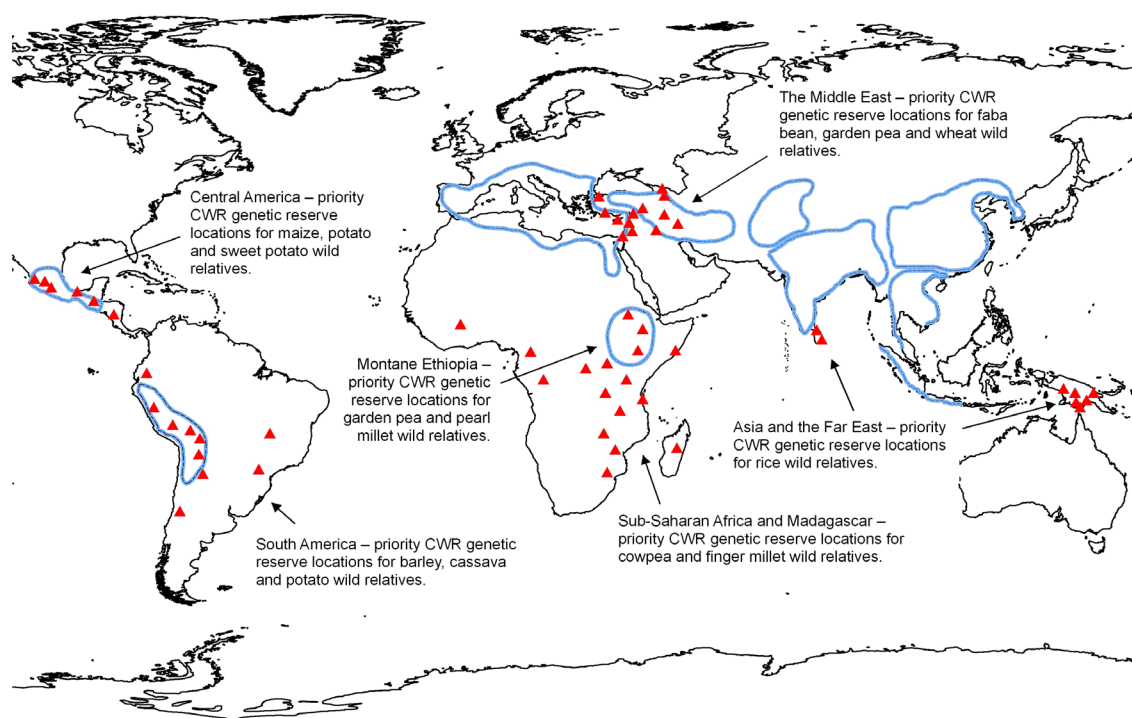 The Middle East – priority CWR
genetic reserve locations for faba
bean, garden pea and wheat wild
relatives.
Central America – priority
CWR genetic reserve
locations for maize, potato
and sweet potato wild
relatives.
Montane Ethiopia –
priority CWR genetic
reserve locations for
garden pea and pearl
millet wild relatives.
Asia and the Far East – priority
CWR genetic reserve locations
for rice wild relatives.
Sub-Saharan Africa and Madagascar –
priority CWR genetic reserve locations for
cowpea and finger millet wild relatives.
South America – priority CWR genetic
reserve locations for barley, cassava
and potato wild relatives.